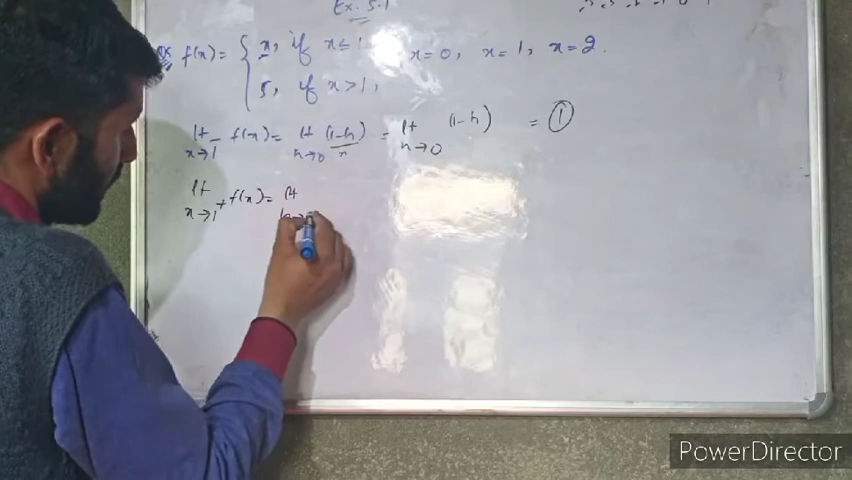 Ex. 5.1
Q5 f(x) = { x, if x ≤ 1 x=0, x=1, x=2.
5, if x > 1,
lt x→1⁻ f(x) = lt h→0 (1-h) = lt h→0 (1-h) = 1
lt x→1⁺ f(x) = lt
PowerDirector